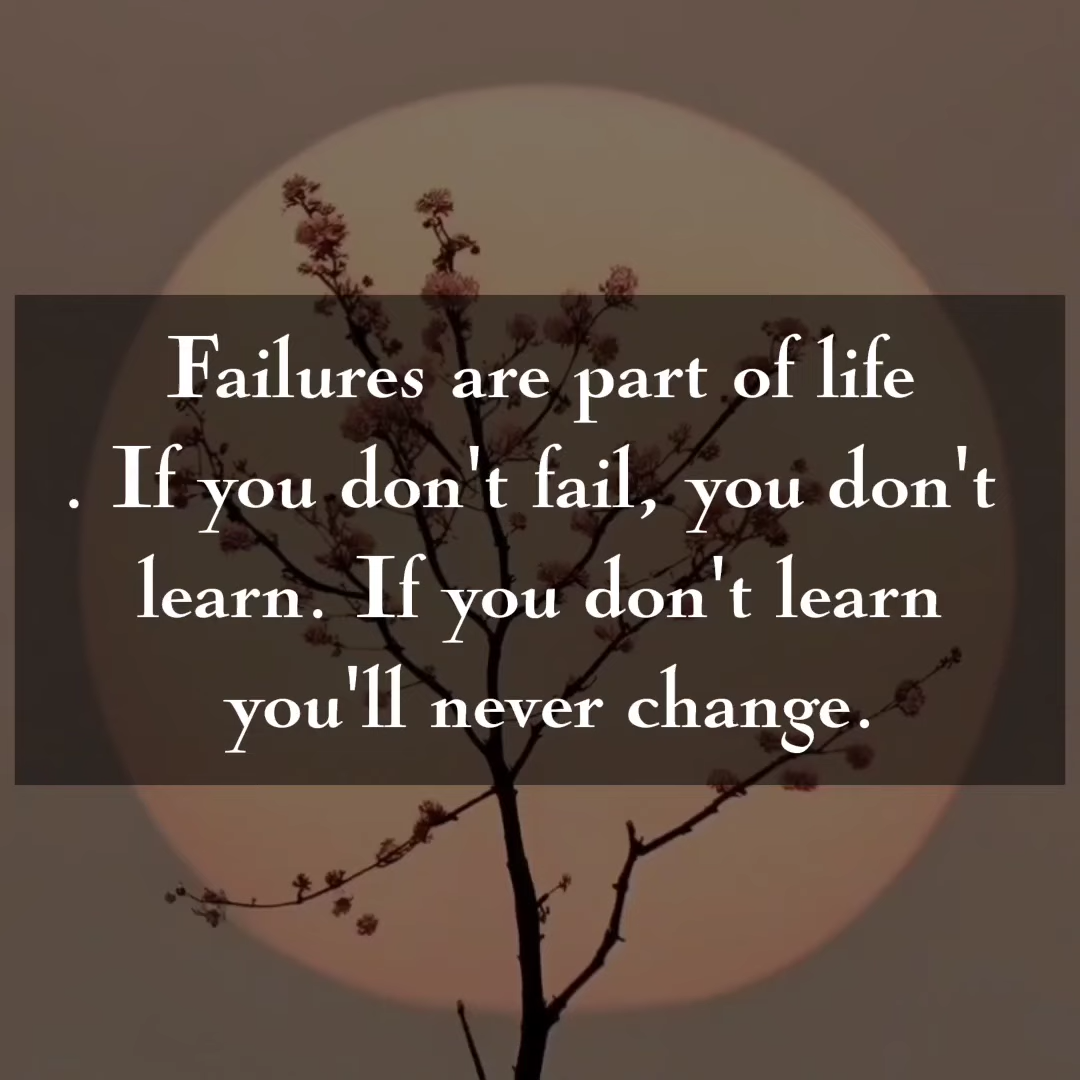 Failures are part of life
. If you don't fail, you don't
learn. If you don't learn
you'll never change.